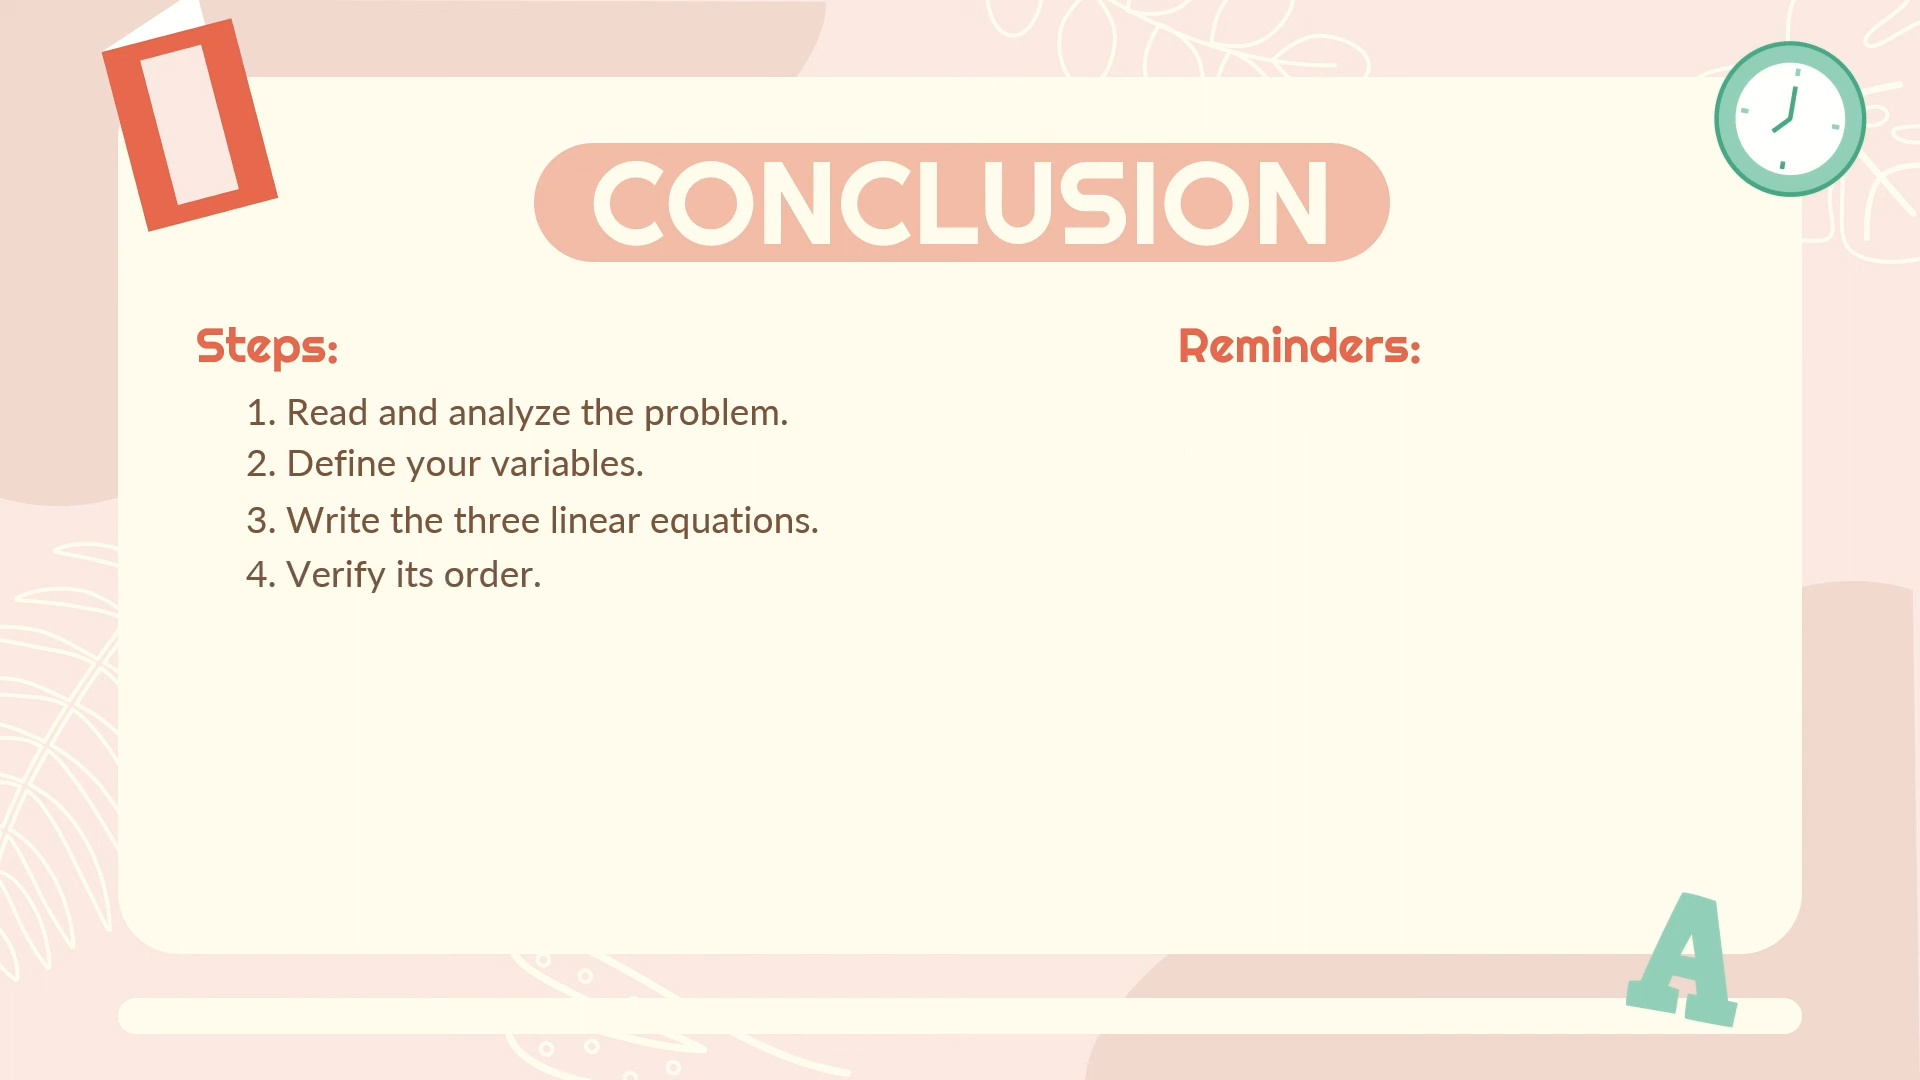 CONCLUSION
Steps:
1. Read and analyze the problem.
2. Define your variables.
3. Write the three linear equations.
4. Verify its order.
Reminders:
A